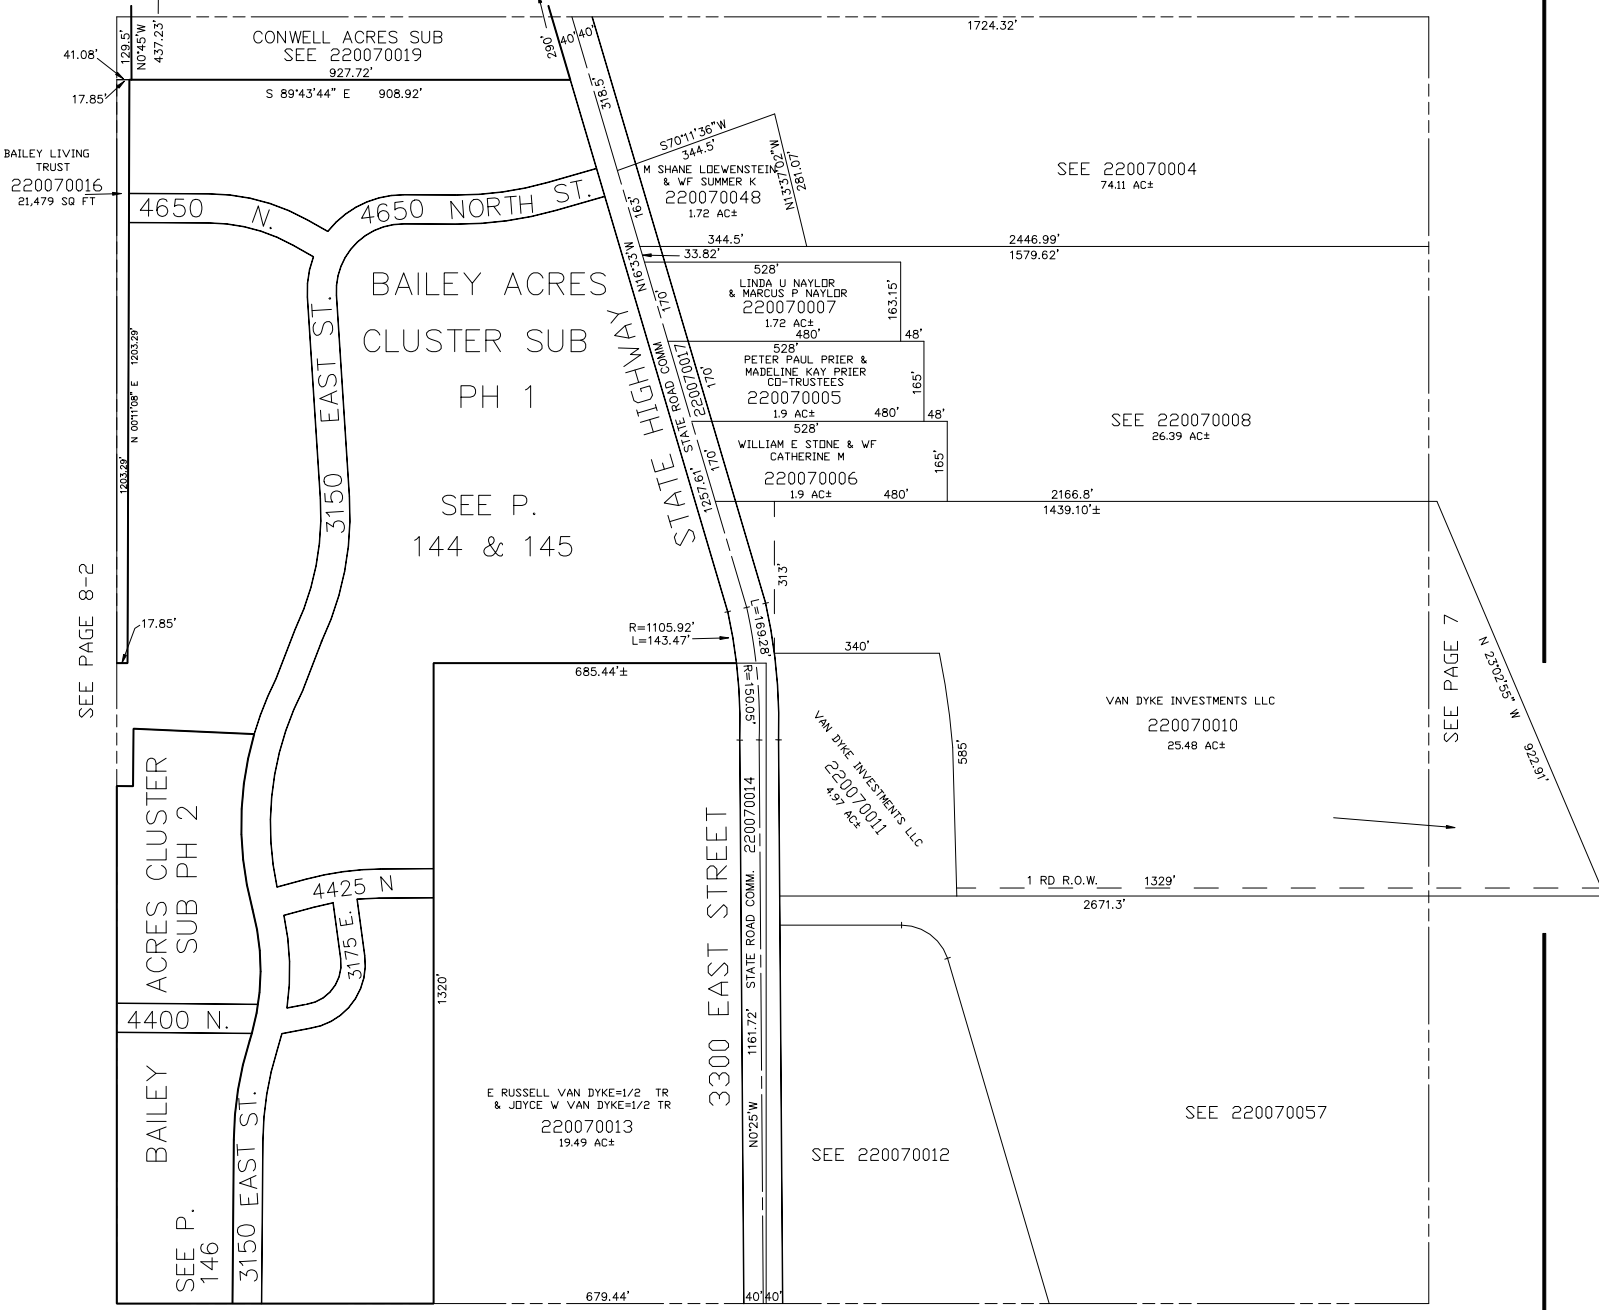 129.5'
N0°45'W
437.23'
41.08'
17.85'
CONWELL ACRES SUB
SEE 220070019
927.72'
S 89°43'44" E 908.92'
290'
40' 40'
318.5'
1724.32'
BAILEY LIVING
TRUST
220070016
21,479 SQ FT
4650 N.
4650 NORTH ST.
S70°11'36"W
344.5'
M SHANE LOEWENSTEIN
& WF SUMMER K
220070048
1.72 AC±
N13°37'02"W
281.07'
163'
SEE 220070004
74.11 AC±
344.5'
33.82'
2446.99'
1579.62'
N16°33'W
170'
528'
LINDA U NAYLOR
& MARCUS P NAYLOR
220070007
1.72 AC±
480'
48'
163.15'
BAILEY ACRES
CLUSTER SUB
PH 1
SEE P.
144 & 145
3150 EAST ST.
N 00°11'08" E 1203.29'
1203.29'
STATE HIGHWAY
1257.61' STATE ROAD COMM
220070017
170'
170'
528'
PETER PAUL PRIER &
MADELINE KAY PRIER
CO-TRUSTEES
220070005
1.9 AC±
480'
48'
165'
528'
WILLIAM E STONE & WF
CATHERINE M
220070006
1.9 AC±
480'
165'
SEE 220070008
26.39 AC±
2166.8'
1439.10'±
313'
SEE PAGE 8-2
17.85'
R=1105.92'
L=143.47'
L=169.28'
R=150.05'
340'
685.44'±
VAN DYKE INVESTMENTS LLC
220070010
25.48 AC±
SEE PAGE 7
N 23°02'55" W 922.91'
VAN DYKE INVESTMENTS LLC
220070011
4.97 AC±
585'
BAILEY ACRES CLUSTER
SUB PH 2
SEE P.
146
4425 N
3175 E.
4400 N.
3150 EAST ST.
1320'
3300 EAST STREET
N0°25'W 1161.72' STATE ROAD COMM. 220070014
1 RD R.O.W. 1329'
2671.3'
E RUSSELL VAN DYKE=1/2 TR
& JOYCE W VAN DYKE=1/2 TR
220070013
19.49 AC±
SEE 220070012
SEE 220070057
679.44'
40' 40'